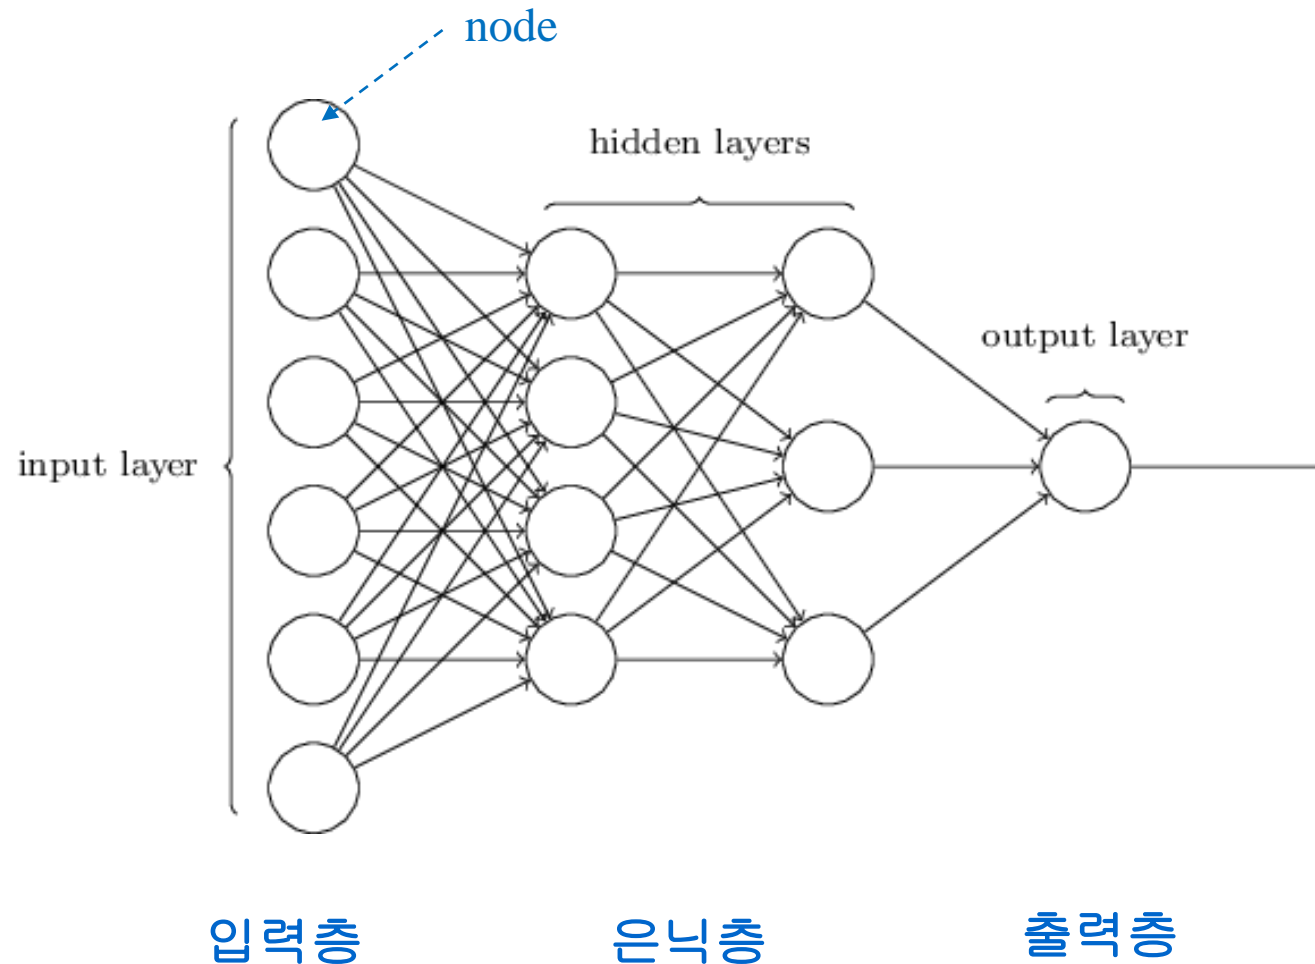 node
hidden layers
output layer
input layer
입력층
은닉층
출력층